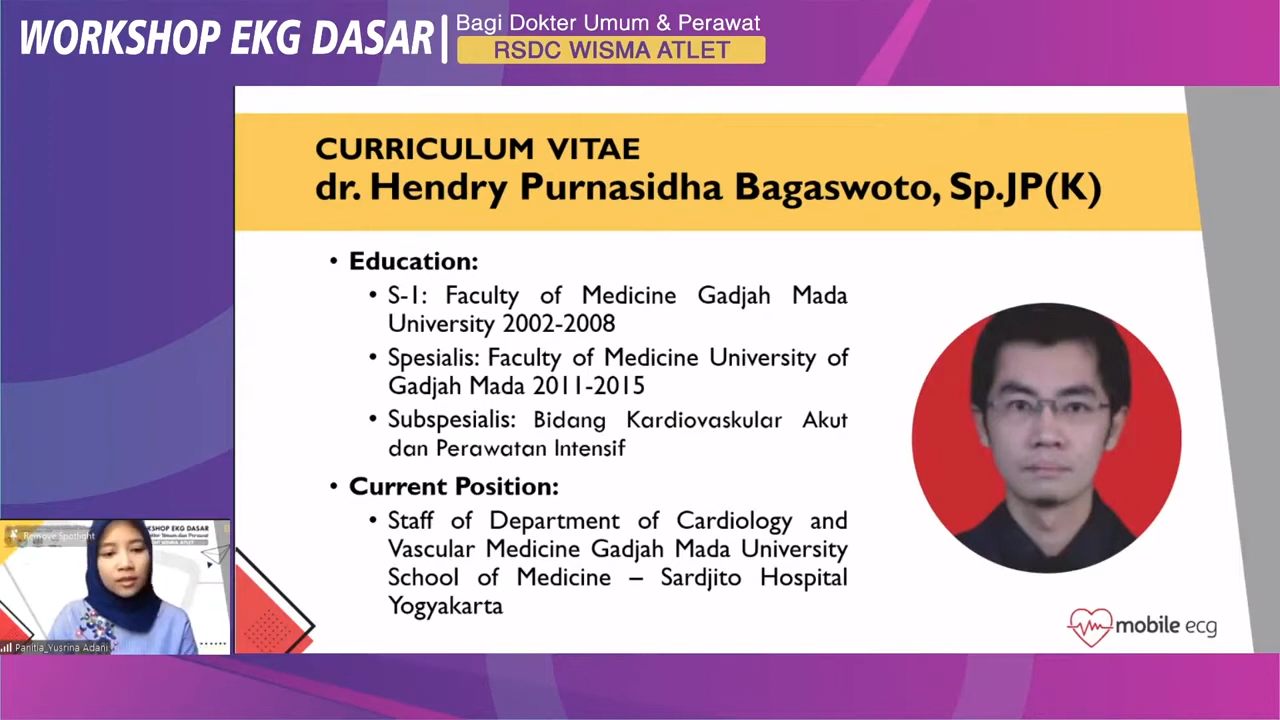 WORKSHOP EKG DASAR
Bagi Dokter Umum & Perawat
RSDC WISMA ATLET
CURRICULUM VITAE
dr. Hendry Purnasidha Bagaswoto, Sp.JP(K)
• Education:
• S-1: Faculty of Medicine Gadjah Mada
University 2002-2008
• Spesialis: Faculty of Medicine University of
Gadjah Mada 2011-2015
• Subspesialis: Bidang Kardiovaskular Akut
dan Perawatan Intensif
• Current Position:
• Staff of Department of Cardiology and
Vascular Medicine Gadjah Mada University
School of Medicine – Sardjito Hospital
Yogyakarta
mobile ecg
Remove Spotlight
EKG DASAR
WISMA ATLET
Panitia_Yusrina Adani